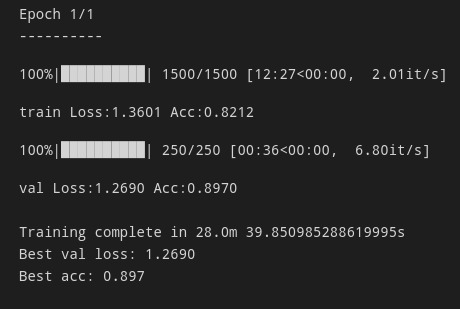 Epoch 1/1
----------
100%|██████████| 1500/1500 [12:27<00:00,  2.01it/s]
train Loss:1.3601 Acc:0.8212
100%|██████████| 250/250 [00:36<00:00,  6.80it/s]
val Loss:1.2690 Acc:0.8970
Training complete in 28.0m 39.850985288619995s
Best val loss: 1.2690
Best acc: 0.897